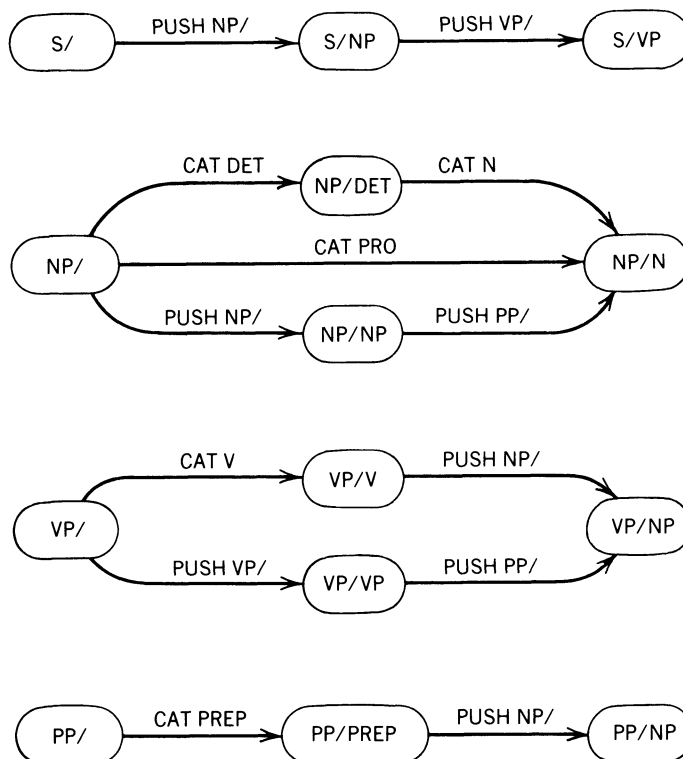 PUSH NP/ PUSH VP/
S/ S/NP S/VP
CAT DET CAT N
NP/DET
CAT PRO
NP/ NP/N
PUSH NP/ PUSH PP/
NP/NP
CAT V PUSH NP/
VP/V
VP/ VP/NP
PUSH VP/ PUSH PP/
VP/VP
CAT PREP PUSH NP/
PP/ PP/PREP PP/NP